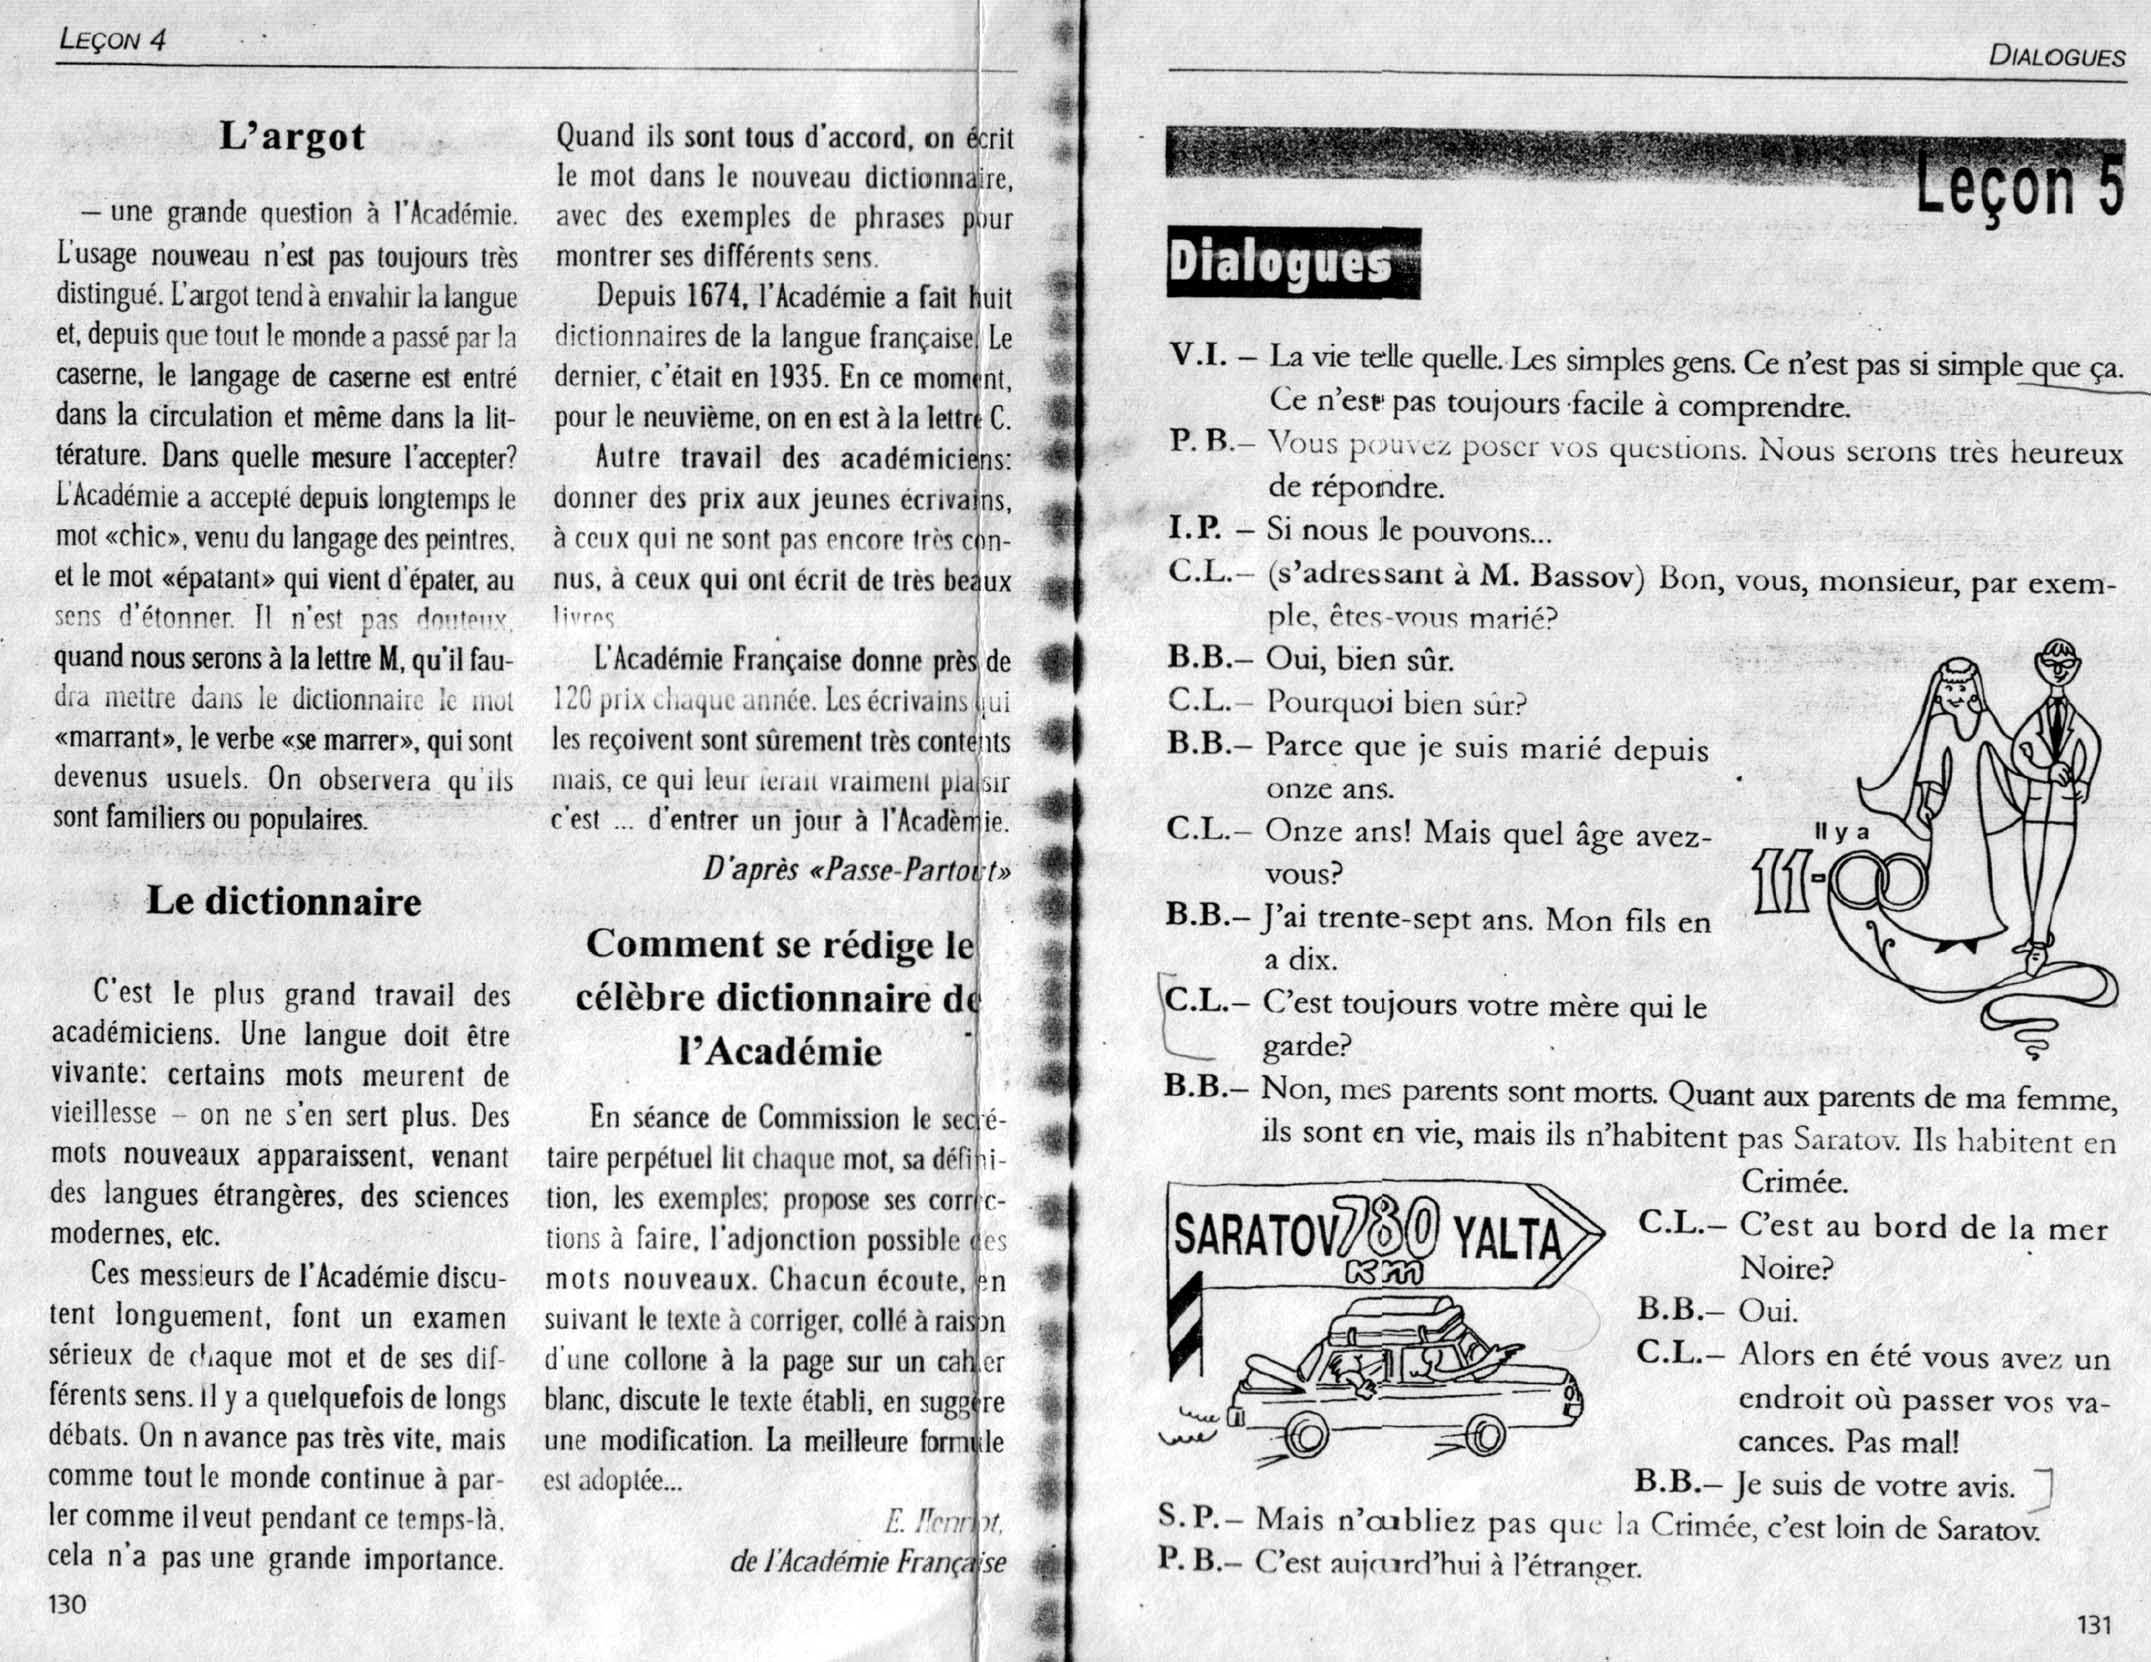 LEÇON 4
L'argot
– une grande question à l'Académie.
L'usage nouveau n'est pas toujours très
distingué. L'argot tend à envahir la langue
et, depuis que tout le monde a passé par la
caserne, le langage de caserne est entré
dans la circulation et même dans la lit-
térature. Dans quelle mesure l'accepter?
L'Académie a accepté depuis longtemps le
mot «chic», venu du langage des peintres,
et le mot «épatant» qui vient d'épater, au
sens d'étonner. Il n'est pas douteux,
quand nous serons à la lettre M, qu'il fau-
dra mettre dans le dictionnaire le mot
«marrant», le verbe «se marrer», qui sont
devenus usuels. On observera qu'ils
sont familiers ou populaires.
Le dictionnaire
C'est le plus grand travail des
académiciens. Une langue doit être
vivante: certains mots meurent de
vieillesse – on ne s'en sert plus. Des
mots nouveaux apparaissent, venant
des langues étrangères, des sciences
modernes, etc.
Ces messieurs de l'Académie discu-
tent longuement, font un examen
sérieux de chaque mot et de ses dif-
férents sens. Il y a quelquefois de longs
débats. On n'avance pas très vite, mais
comme tout le monde continue à par-
ler comme il veut pendant ce temps-là,
cela n'a pas une grande importance.
130
Quand ils sont tous d'accord, on écrit
le mot dans le nouveau dictionnaire,
avec des exemples de phrases pour
montrer ses différents sens.
Depuis 1674, l'Académie a fait huit
dictionnaires de la langue française. Le
dernier, c'était en 1935. En ce moment,
pour le neuvième, on en est à la lettre C.
Autre travail des académiciens:
donner des prix aux jeunes écrivains,
à ceux qui ne sont pas encore très con-
nus, à ceux qui ont écrit de très beaux
livres
L'Académie Française donne près de
120 prix chaque année. Les écrivains qui
les reçoivent sont sûrement très contents
mais, ce qui leur ferait vraiment plaisir
c'est ... d'entrer un jour à l'Acadèmie.
D'après «Passe-Partout»
Comment se rédige le
célèbre dictionnaire de
l'Académie
En séance de Commission le secré-
taire perpétuel lit chaque mot, sa défini-
tion, les exemples; propose ses correc-
tions à faire, l'adjonction possible des
mots nouveaux. Chacun écoute, en
suivant le texte à corriger, collé à raison
d'une collone à la page sur un cahier
blanc, discute le texte établi, en suggère
une modification. La meilleure formule
est adoptée...
E. Henriot,
de l'Académie Française
DIALOGUES
Leçon 5
Dialogues
V.I. – La vie telle quelle. Les simples gens. Ce n'est pas si simple que ça.
Ce n'est pas toujours facile à comprendre.
P. B.– Vous pouvez poser vos questions. Nous serons très heureux
de répondre.
I.P. – Si nous le pouvons...
C.L.– (s'adressant à M. Bassov) Bon, vous, monsieur, par exem-
ple, êtes-vous marié?
B.B.– Oui, bien sûr.
C.L.– Pourquoi bien sûr?
B.B.– Parce que je suis marié depuis
onze ans.
C.L.– Onze ans! Mais quel âge avez-
vous?
B.B.– J'ai trente-sept ans. Mon fils en
a dix.
Il y a
11-
C.L.– C'est toujours votre mère qui le
garde?
B.B.– Non, mes parents sont morts. Quant aux parents de ma femme,
ils sont en vie, mais ils n'habitent pas Saratov. Ils habitent en
Crimée.
SARATOV 780 YALTA
KM
C.L.– C'est au bord de la mer
Noire?
B.B.– Oui.
C.L.– Alors en été vous avez un
endroit où passer vos va-
cances. Pas mal!
B.B.– Je suis de votre avis.
S. P.– Mais n'oubliez pas que la Crimée, c'est loin de Saratov.
P. B.– C'est aujourd'hui à l'étranger.
131